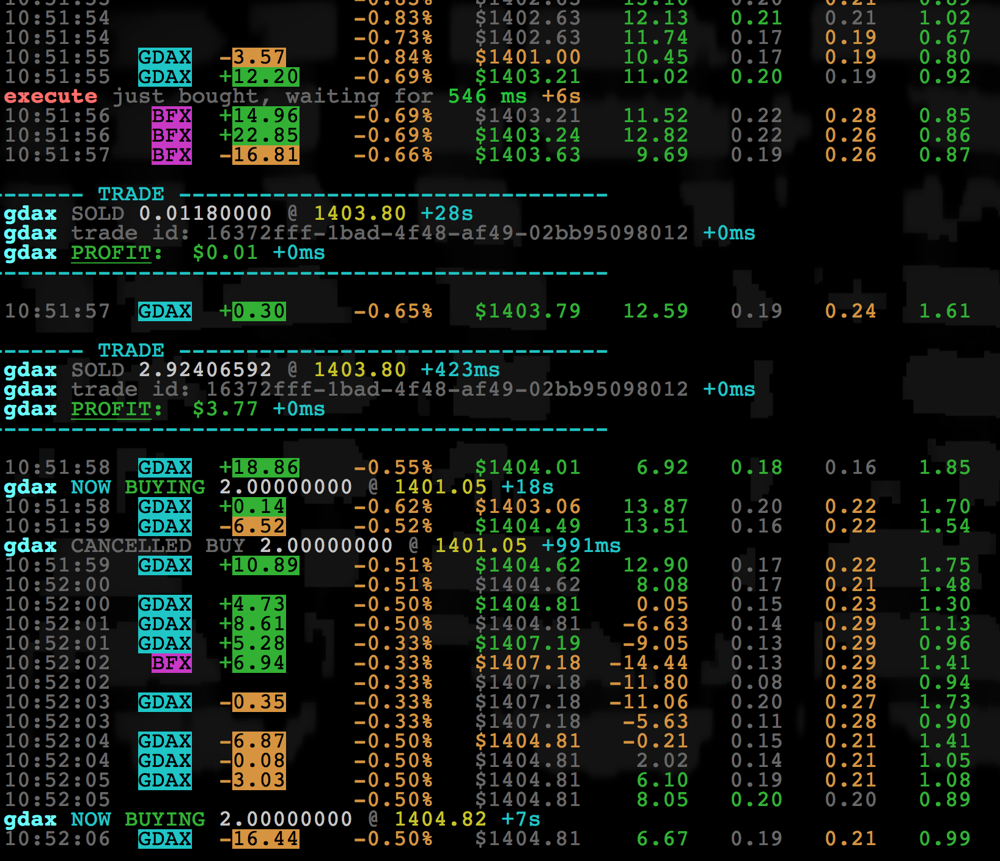 10:51:53 -0.83% $1402.63 13.10 0.20 0.21 0.89
10:51:54 -0.83% $1402.63 12.13 0.21 0.21 1.02
10:51:54 -0.73% $1402.63 11.74 0.17 0.19 0.67
10:51:55 GDAX -3.57 -0.84% $1401.00 10.45 0.17 0.19 0.80
10:51:55 GDAX +12.20 -0.69% $1403.21 11.02 0.20 0.19 0.92
execute just bought, waiting for 546 ms +6s
10:51:56 BFX +14.96 -0.69% $1403.21 11.52 0.22 0.28 0.85
10:51:56 BFX +22.85 -0.69% $1403.24 12.82 0.22 0.26 0.86
10:51:57 BFX -16.81 -0.66% $1403.63 9.69 0.19 0.26 0.87
------ TRADE --------------------------------
gdax SOLD 0.01180000 @ 1403.80 +28s
gdax trade id: 16372fff-1bad-4f48-af49-02bb95098012 +0ms
gdax PROFIT: $0.01 +0ms
----------------------------------------------
10:51:57 GDAX +0.30 -0.65% $1403.79 12.59 0.19 0.24 1.61
------ TRADE --------------------------------
gdax SOLD 2.92406592 @ 1403.80 +423ms
gdax trade id: 16372fff-1bad-4f48-af49-02bb95098012 +0ms
gdax PROFIT: $3.77 +0ms
----------------------------------------------
10:51:58 GDAX +18.86 -0.55% $1404.01 6.92 0.18 0.16 1.85
gdax NOW BUYING 2.00000000 @ 1401.05 +18s
10:51:58 GDAX +0.14 -0.62% $1403.06 13.87 0.20 0.22 1.70
10:51:59 GDAX -6.52 -0.52% $1404.49 13.51 0.16 0.22 1.54
gdax CANCELLED BUY 2.00000000 @ 1401.05 +991ms
10:51:59 GDAX +10.89 -0.51% $1404.62 12.90 0.17 0.22 1.75
10:52:00 -0.51% $1404.62 8.08 0.17 0.21 1.48
10:52:00 GDAX +4.73 -0.50% $1404.81 0.05 0.15 0.23 1.30
10:52:01 GDAX +8.61 -0.50% $1404.81 -6.63 0.14 0.29 1.13
10:52:01 GDAX +5.28 -0.33% $1407.19 -9.05 0.13 0.29 0.96
10:52:02 BFX +6.94 -0.33% $1407.18 -14.44 0.13 0.29 1.41
10:52:02 -0.33% $1407.18 -11.80 0.08 0.28 0.94
10:52:03 GDAX -0.35 -0.33% $1407.18 -11.06 0.20 0.27 1.73
10:52:03 -0.33% $1407.18 -5.63 0.11 0.28 0.90
10:52:04 GDAX -6.87 -0.50% $1404.81 -0.21 0.15 0.21 1.41
10:52:04 GDAX -0.08 -0.50% $1404.81 2.02 0.14 0.21 1.05
10:52:05 GDAX -3.03 -0.50% $1404.81 6.10 0.19 0.21 1.08
10:52:05 -0.50% $1404.81 8.05 0.20 0.20 0.89
gdax NOW BUYING 2.00000000 @ 1404.82 +7s
10:52:06 GDAX -16.44 -0.50% $1404.81 6.67 0.19 0.21 0.99